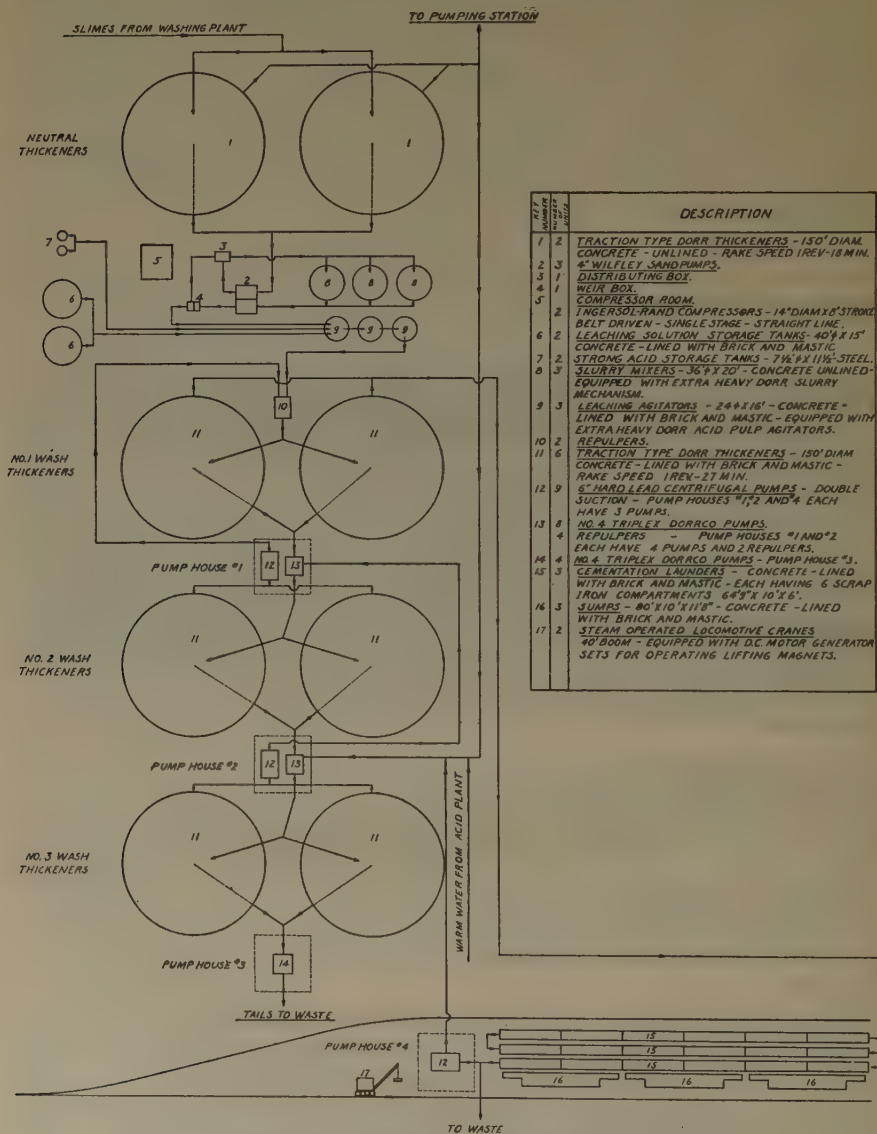 TO PUMPING STATION
SLIMES FROM WASHING PLANT
NEUTRAL
THICKENERS
1
1
7
5
3
2
4
8
8
8
6
6
9
9
9
10
NO.1 WASH
THICKENERS
11
11
PUMP HOUSE #1
12
13
NO. 2 WASH
THICKENERS
11
11
PUMP HOUSE #2
12
13
NO. 3 WASH
THICKENERS
11
11
WARM WATER FROM ACID PLANT
PUMP HOUSE #3
14
TAILS TO WASTE
PUMP HOUSE #4
12
17
15
15
15
16
16
16
TO WASTE
KEY NUMBER
NUMBER OF UNITS
DESCRIPTION
1 2 TRACTION TYPE DORR THICKENERS - 150' DIAM.
CONCRETE - UNLINED - RAKE SPEED 1REV-18 MIN.
2 3 4" WILFLEY SANDPUMPS.
3 1 DISTRIBUTING BOX.
4 1 WEIR BOX.
5 COMPRESSOR ROOM.
2 INGERSOL-RAND COMPRESSORS - 14" DIAM X 8" STROKE
BELT DRIVEN - SINGLE STAGE - STRAIGHT LINE.
6 2 LEACHING SOLUTION STORAGE TANKS - 40'ϕ X 15'
CONCRETE - LINED WITH BRICK AND MASTIC
7 2 STRONG ACID STORAGE TANKS - 7½'ϕ X 11½' - STEEL.
8 3 SLURRY MIXERS - 36'ϕ X 20' - CONCRETE UNLINED -
EQUIPPED WITH EXTRA HEAVY DORR SLURRY
MECHANISM.
9 3 LEACHING AGITATORS - 24ϕ X 16' - CONCRETE -
LINED WITH BRICK AND MASTIC - EQUIPPED WITH
EXTRA HEAVY DORR ACID PULP AGITATORS.
10 2 REPULPERS.
11 6 TRACTION TYPE DORR THICKENERS - 150' DIAM
CONCRETE - LINED WITH BRICK AND MASTIC -
RAKE SPEED 1REV - 27 MIN.
12 9 6" HARD LEAD CENTRIFUGAL PUMPS - DOUBLE
SUCTION - PUMP HOUSES #1, #2 AND #4 EACH
HAVE 3 PUMPS.
13 8 NO. 4 TRIPLEX DORRCO PUMPS.
4 REPULPERS - PUMP HOUSES #1 AND #2
EACH HAVE 4 PUMPS AND 2 REPULPERS.
14 4 NO. 4 TRIPLEX DORRCO PUMPS - PUMP HOUSE #3.
15 3 CEMENTATION LAUNDERS - CONCRETE - LINED
WITH BRICK AND MASTIC - EACH HAVING 6 SCRAP
IRON COMPARTMENTS 64'9" X 10' X 6'.
16 3 SUMPS - 80' X 10' X 11'8" - CONCRETE - LINED
WITH BRICK AND MASTIC.
17 2 STEAM OPERATED LOCOMOTIVE CRANES
40' BOOM - EQUIPPED WITH D.C. MOTOR GENERATOR
SETS FOR OPERATING LIFTING MAGNETS.